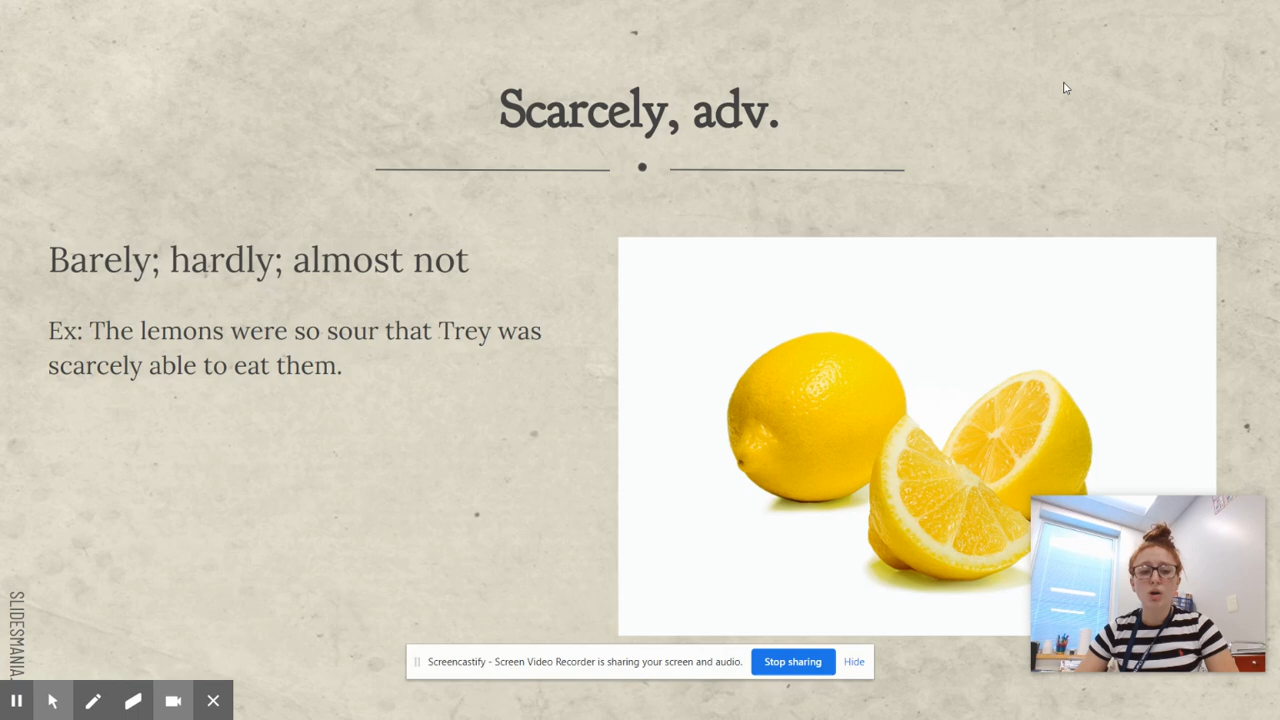 Scarcely, adv.
Barely; hardly; almost not
Ex: The lemons were so sour that Trey was
scarcely able to eat them.
SLIDESMANIA.
Screencastify - Screen Video Recorder is sharing your screen and audio.
Stop sharing
Hide